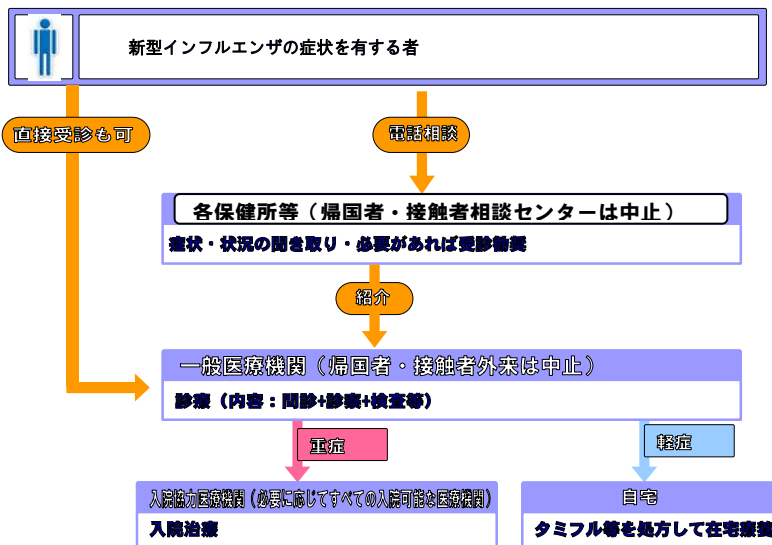 新型インフルエンザの症状を有する者
直接受診も可
電話相談
各保健所等（帰国者・接触者相談センターは中止）
症状・状況の聞き取り・必要があれば受診勧奨
紹介
一般医療機関（帰国者・接触者外来は中止）
診療（内容：問診+診察+検査等）
重症
軽症
入院協力医療機関（必要に応じてすべての入院可能な医療機関）
入院治療
自宅
タミフル等を処方して在宅療養